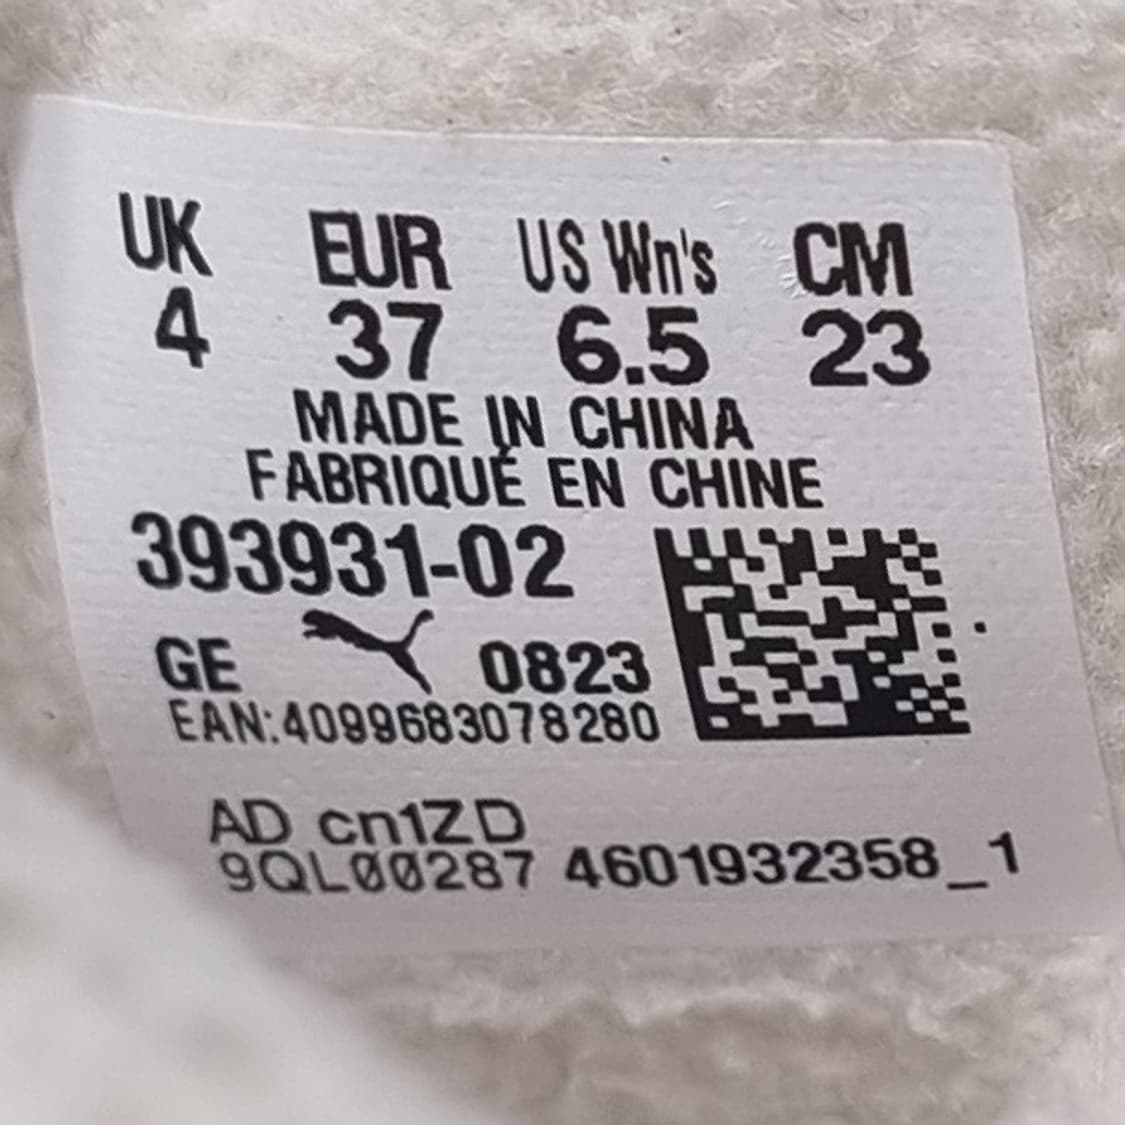 UK EUR US Wn's CM
4 37 6.5 23
MADE IN CHINA
FABRIQUÉ EN CHINE
393931-02
GE 0823
EAN:4099683078280
AD cn1ZD
9QL00287 4601932358_1